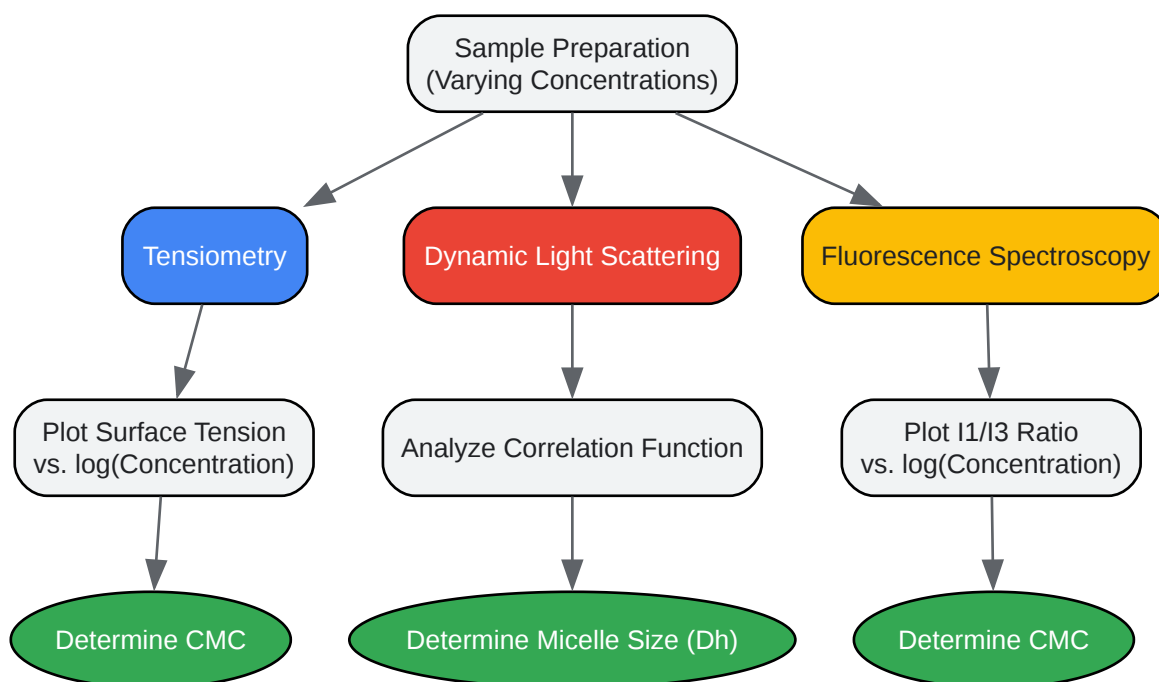 Sample Preparation
(Varying Concentrations)
Tensiometry
Dynamic Light Scattering
Fluorescence Spectroscopy
Plot Surface Tension
vs. log(Concentration)
Analyze Correlation Function
Plot I1/I3 Ratio
vs. log(Concentration)
Determine CMC
Determine Micelle Size (Dh)
Determine CMC